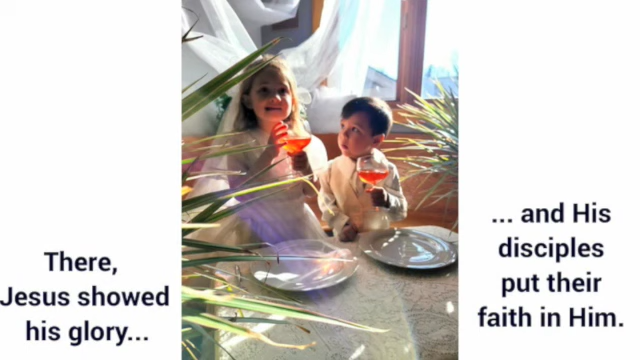 There,
Jesus showed
his glory...
... and His
disciples
put their
faith in Him.